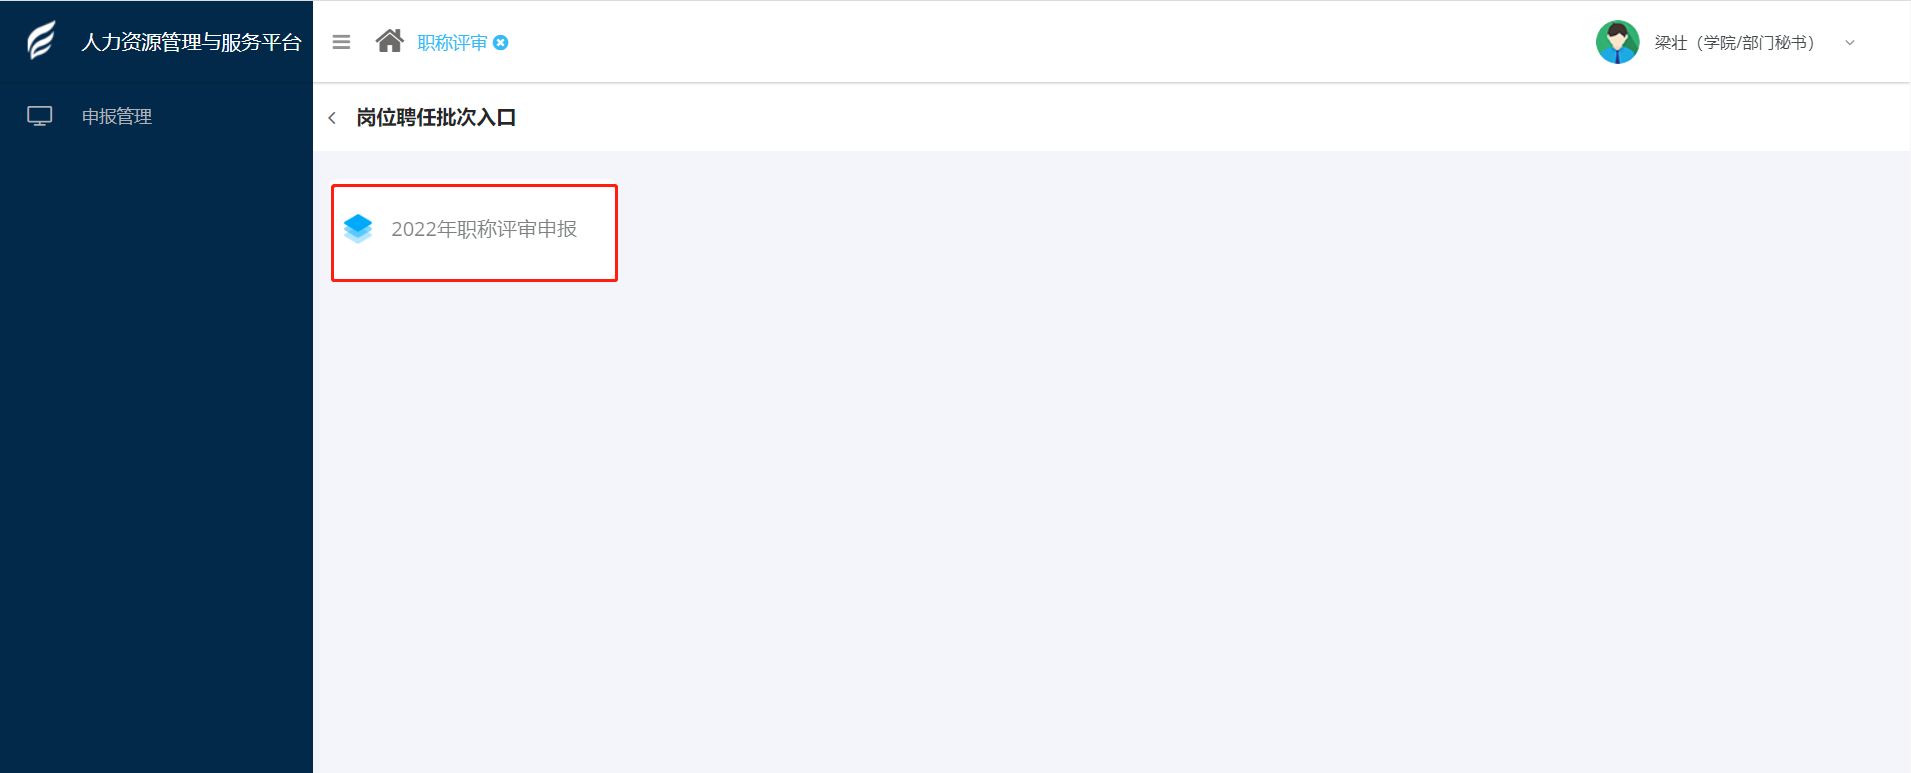 人力资源管理与服务平台
职称评审
梁壮（学院/部门秘书）
申报管理
岗位聘任批次入口
2022年职称评审申报